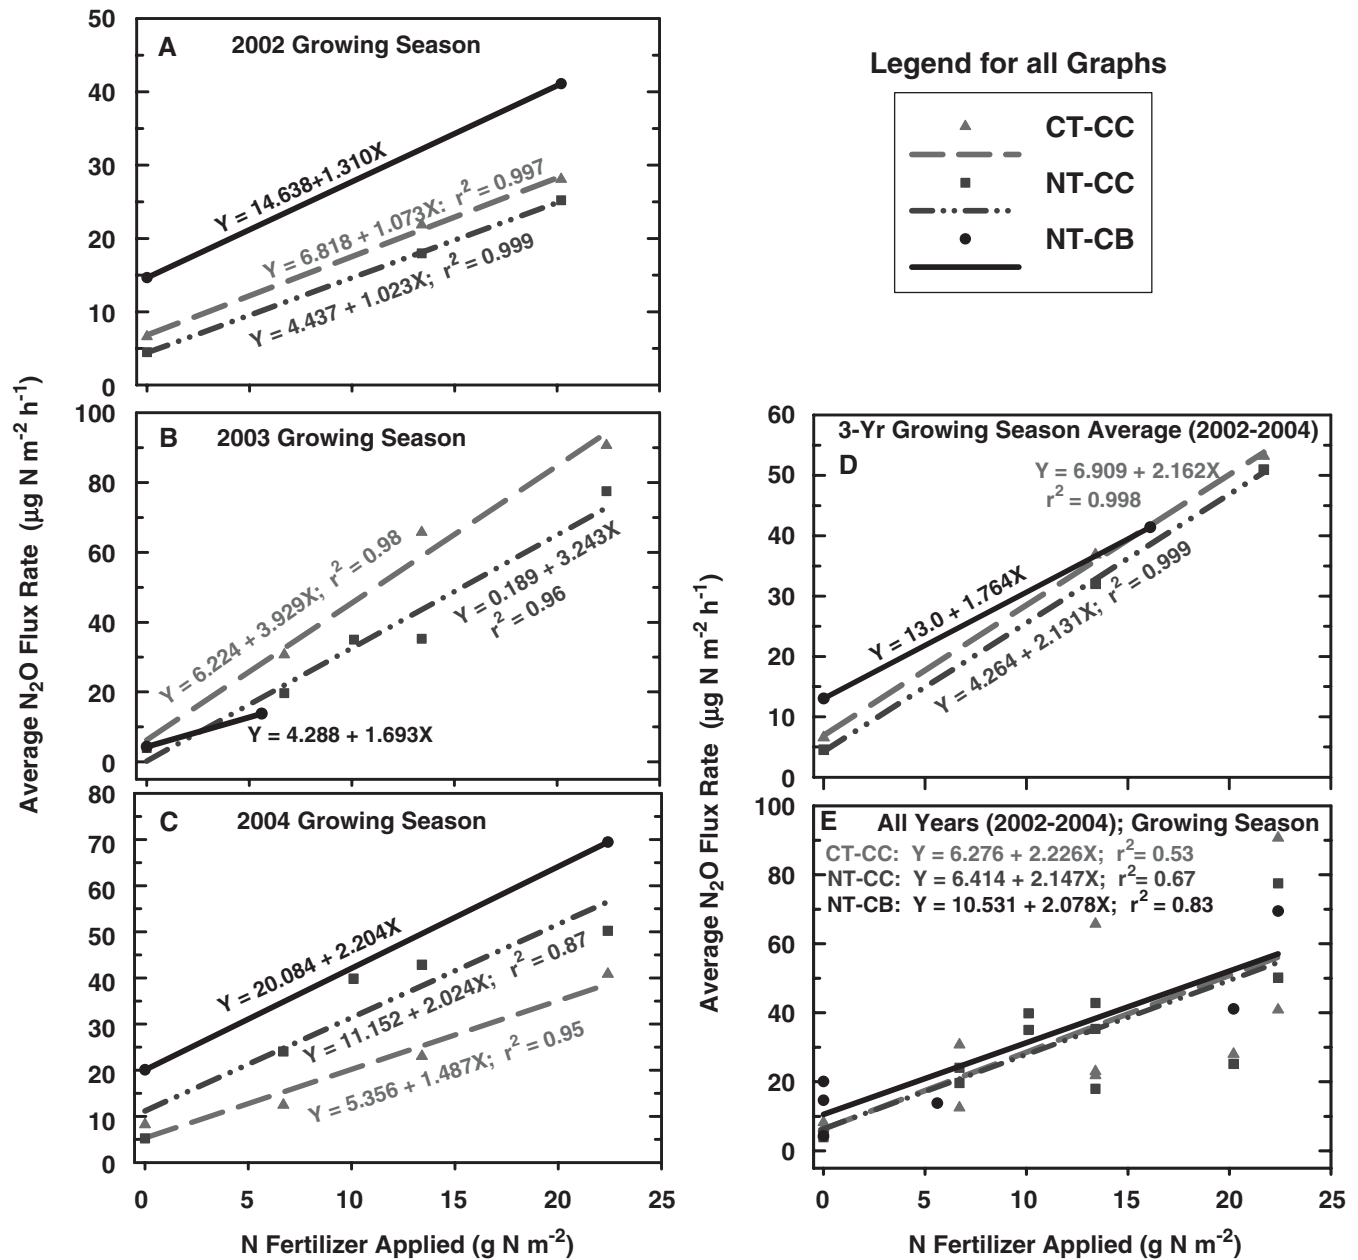 A 2002 Growing Season
50
40
30
20
10
0
Y = 14.638+1.310X
Y = 6.818 + 1.073X: r² = 0.997
Y = 4.437 + 1.023X; r² = 0.999
Legend for all Graphs
CT-CC
NT-CC
NT-CB
Average N₂O Flux Rate (µg N m⁻² h⁻¹)
B 2003 Growing Season
100
80
60
40
20
0
Y = 6.224 + 3.929X; r² = 0.98
Y = 0.189 + 3.243X
r² = 0.96
Y = 4.288 + 1.693X
C 2004 Growing Season
80
70
60
50
40
30
20
10
0
Y = 20.084 + 2.204X
Y = 11.152 + 2.024X; r² = 0.87
Y = 5.356 + 1.487X; r² = 0.95
0 5 10 15 20 25
N Fertilizer Applied (g N m⁻²)
Average N₂O Flux Rate (µg N m⁻² h⁻¹)
3-Yr Growing Season Average (2002-2004)
D
60
50
40
30
20
10
0
Y = 6.909 + 2.162X
r² = 0.998
Y = 13.0 + 1.764X
Y = 4.264 + 2.131X; r² = 0.999
E All Years (2002-2004); Growing Season
CT-CC: Y = 6.276 + 2.226X; r² = 0.53
NT-CC: Y = 6.414 + 2.147X; r² = 0.67
NT-CB: Y = 10.531 + 2.078X; r² = 0.83
100
80
60
40
20
0
0 5 10 15 20 25
N Fertilizer Applied (g N m⁻²)